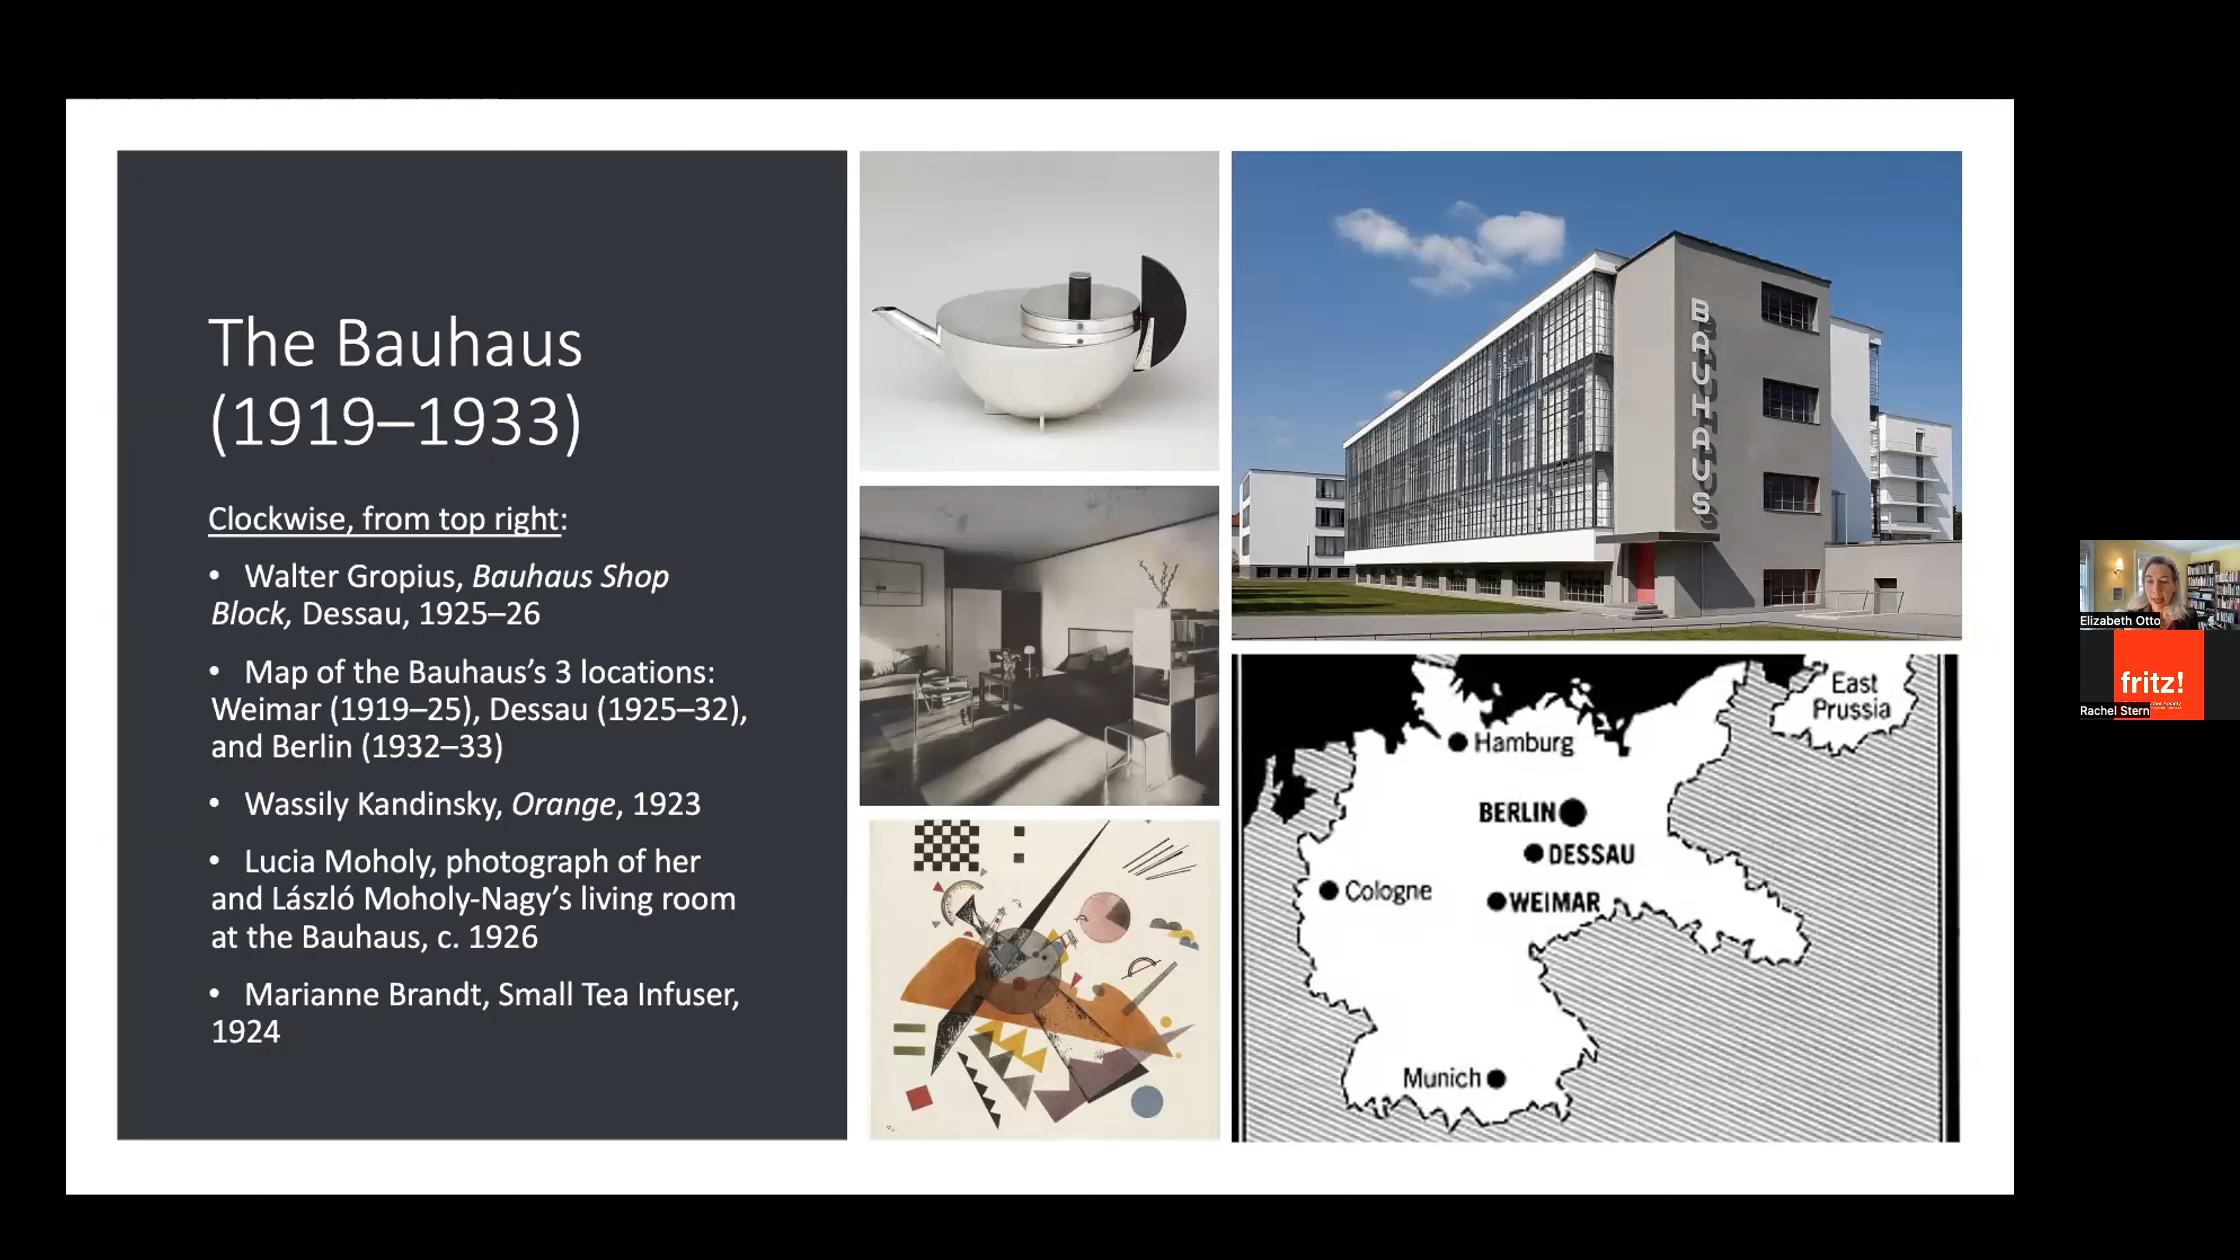 The Bauhaus
(1919–1933)
Clockwise, from top right:
• Walter Gropius, Bauhaus Shop
Block, Dessau, 1925–26
• Map of the Bauhaus’s 3 locations:
Weimar (1919–25), Dessau (1925–32),
and Berlin (1932–33)
• Wassily Kandinsky, Orange, 1923
• Lucia Moholy, photograph of her
and László Moholy-Nagy’s living room
at the Bauhaus, c. 1926
• Marianne Brandt, Small Tea Infuser,
1924
BAUHAUS
East
Prussia
Hamburg
BERLIN
DESSAU
Cologne
WEIMAR
Munich
Elizabeth Otto
fritz!
Rachel Stern